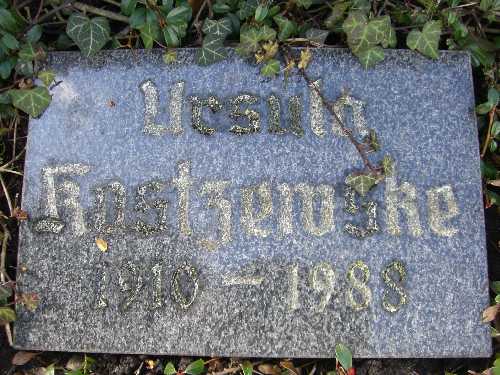 Ursula
Kostzewske
1910 – 1988